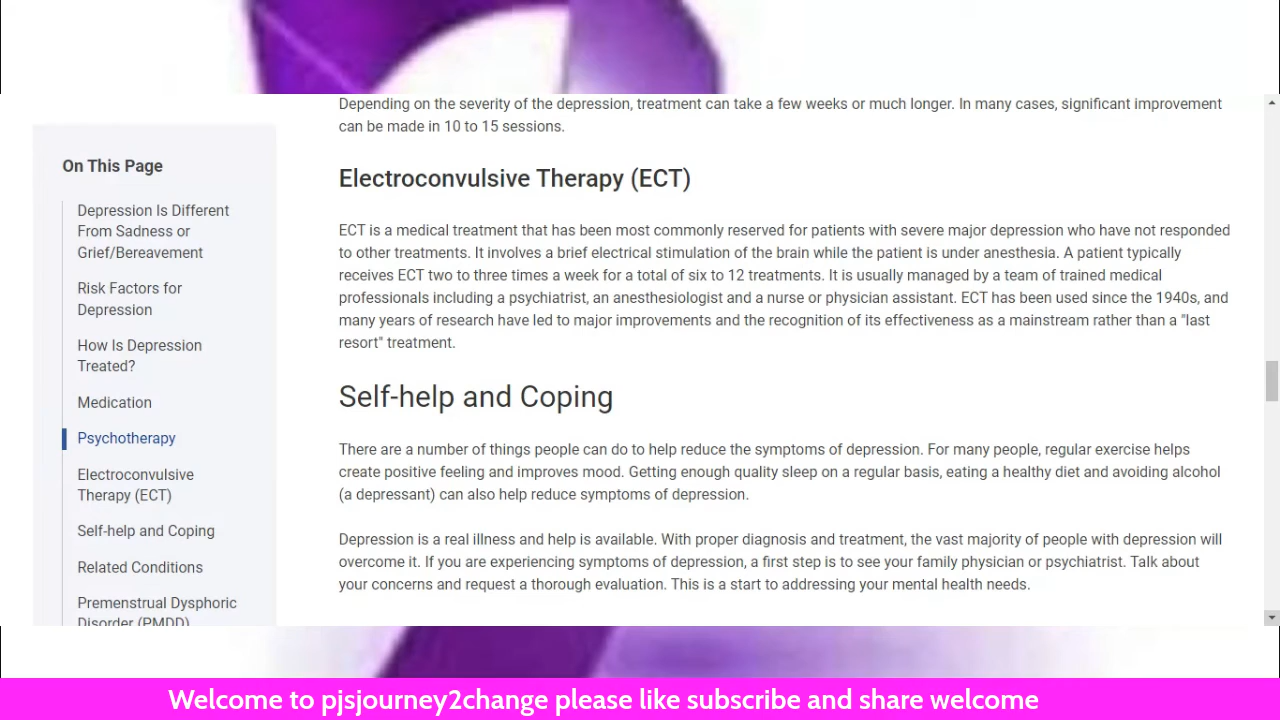 Depending on the severity of the depression, treatment can take a few weeks or much longer. In many cases, significant improvement
can be made in 10 to 15 sessions.
On This Page
Depression Is Different
From Sadness or
Grief/Bereavement
Risk Factors for
Depression
How Is Depression
Treated?
Medication
Psychotherapy
Electroconvulsive
Therapy (ECT)
Self-help and Coping
Related Conditions
Premenstrual Dysphoric
Disorder (PMDD)
Electroconvulsive Therapy (ECT)
ECT is a medical treatment that has been most commonly reserved for patients with severe major depression who have not responded
to other treatments. It involves a brief electrical stimulation of the brain while the patient is under anesthesia. A patient typically
receives ECT two to three times a week for a total of six to 12 treatments. It is usually managed by a team of trained medical
professionals including a psychiatrist, an anesthesiologist and a nurse or physician assistant. ECT has been used since the 1940s, and
many years of research have led to major improvements and the recognition of its effectiveness as a mainstream rather than a "last
resort" treatment.
Self-help and Coping
There are a number of things people can do to help reduce the symptoms of depression. For many people, regular exercise helps
create positive feeling and improves mood. Getting enough quality sleep on a regular basis, eating a healthy diet and avoiding alcohol
(a depressant) can also help reduce symptoms of depression.
Depression is a real illness and help is available. With proper diagnosis and treatment, the vast majority of people with depression will
overcome it. If you are experiencing symptoms of depression, a first step is to see your family physician or psychiatrist. Talk about
your concerns and request a thorough evaluation. This is a start to addressing your mental health needs.
Welcome to pjsjourney2change please like subscribe and share welcome